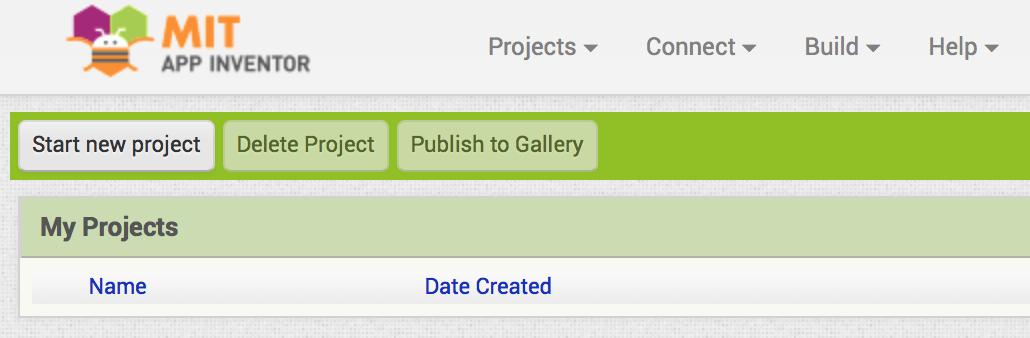 MIT
APP INVENTOR
Projects Connect Build Help
Start new project Delete Project Publish to Gallery
My Projects
Name Date Created